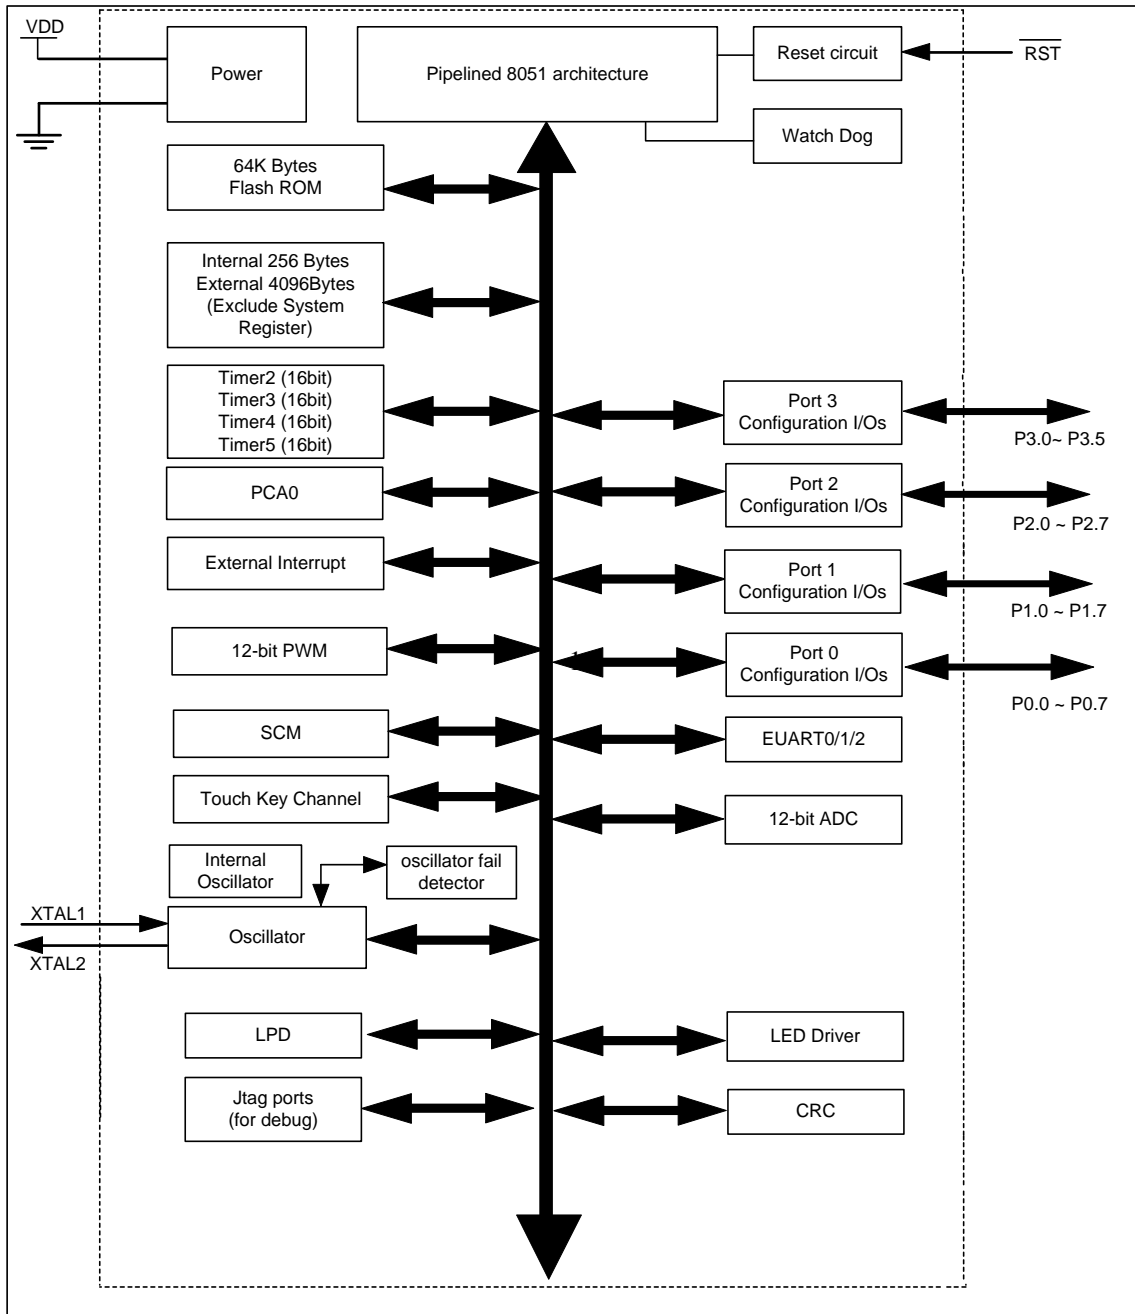 VDD
Power
Pipelined 8051 architecture
Reset circuit
RST
Watch Dog
64K Bytes
Flash ROM
Internal 256 Bytes
External 4096Bytes
(Exclude System
Register)
Timer2 (16bit)
Timer3 (16bit)
Timer4 (16bit)
Timer5 (16bit)
Port 3
Configuration I/Os
P3.0~ P3.5
PCA0
Port 2
Configuration I/Os
P2.0 ~ P2.7
External Interrupt
Port 1
Configuration I/Os
P1.0 ~ P1.7
12-bit PWM
Port 0
Configuration I/Os
P0.0 ~ P0.7
SCM
EUART0/1/2
Touch Key Channel
12-bit ADC
Internal
Oscillator
oscillator fail
detector
XTAL1
Oscillator
XTAL2
LPD
LED Driver
Jtag ports
(for debug)
CRC